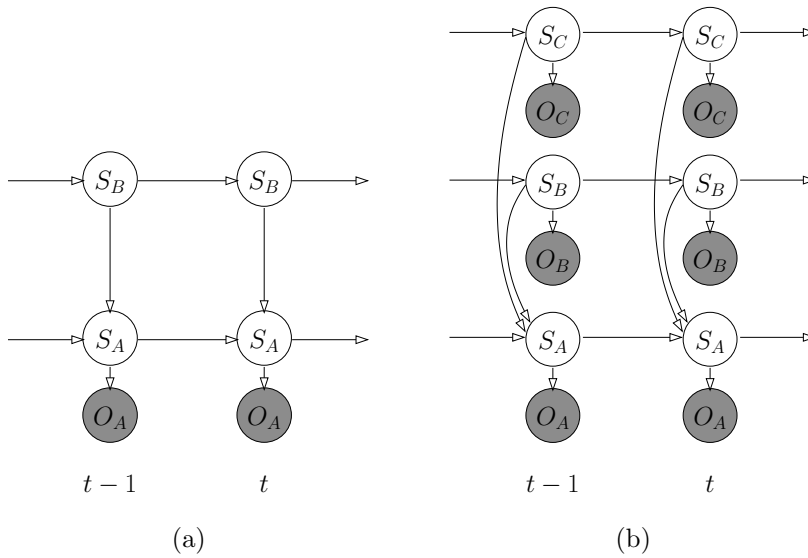 $S_B$ $S_B$
$S_A$ $S_A$
$O_A$ $O_A$
$t-1$ $t$
(a)
$S_C$ $S_C$
$O_C$ $O_C$
$S_B$ $S_B$
$O_B$ $O_B$
$S_A$ $S_A$
$O_A$ $O_A$
$t-1$ $t$
(b)